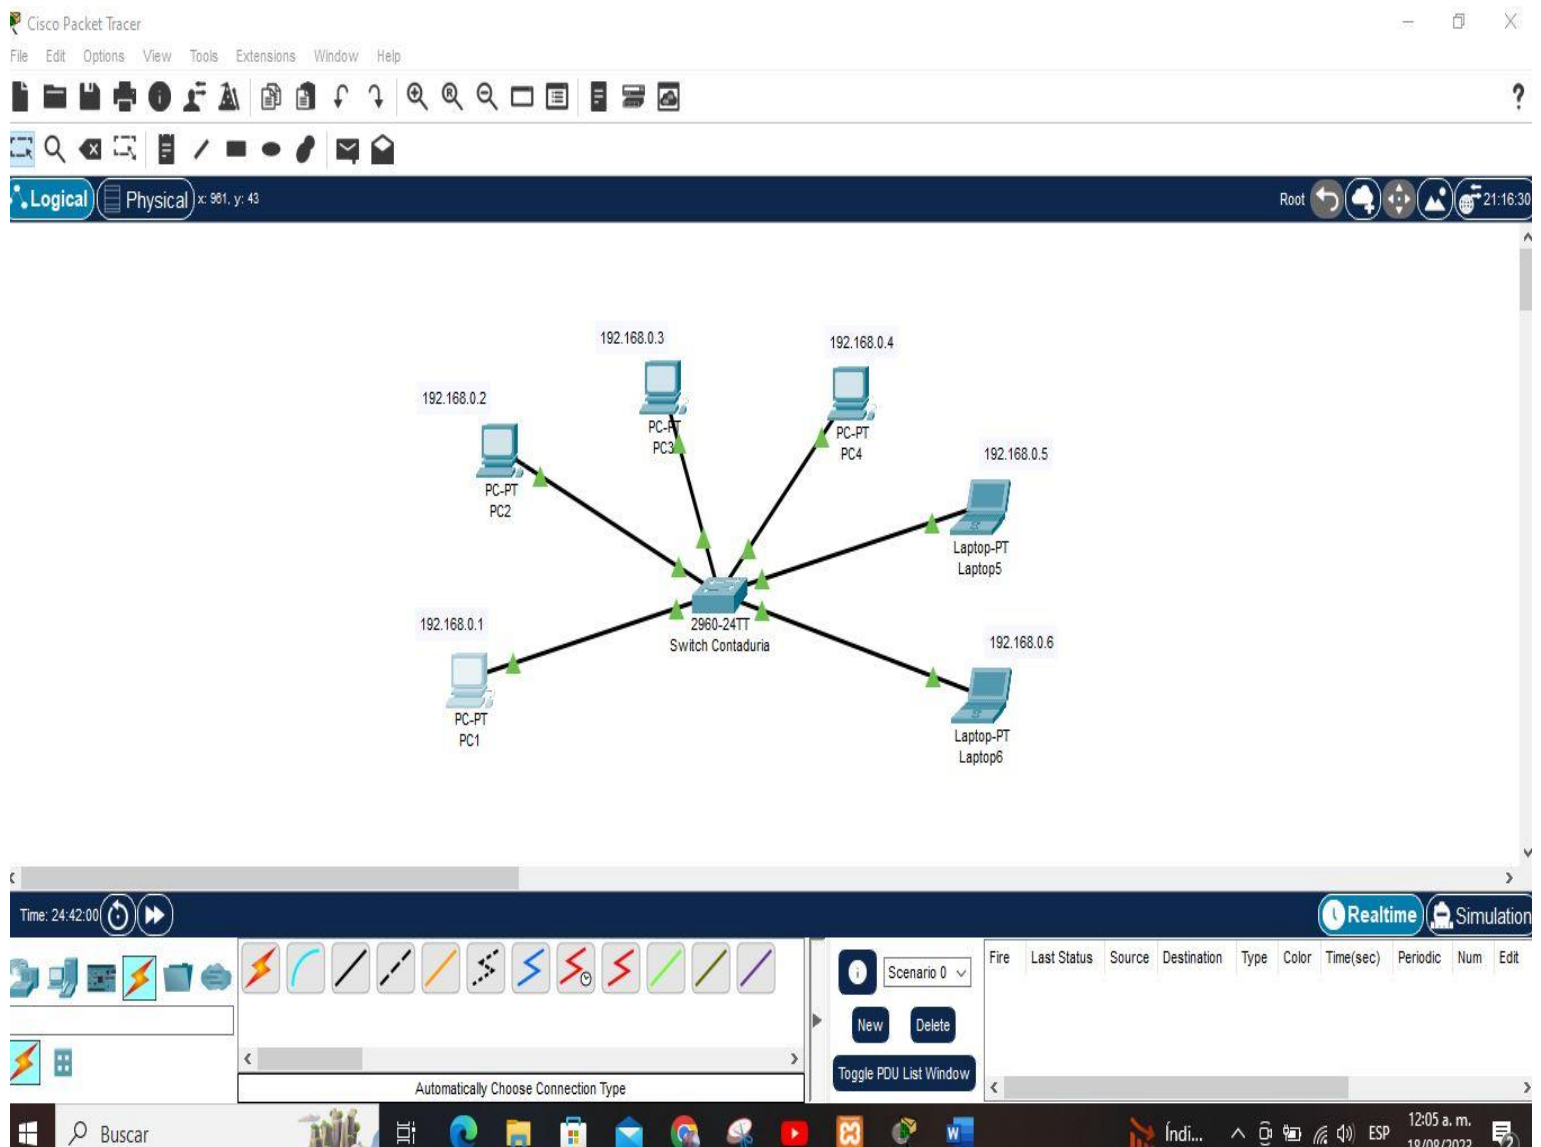 Cisco Packet Tracer
File Edit Options View Tools Extensions Window Help
?
Logical Physical x: 981, y: 43 Root 21:16:30
192.168.0.3
192.168.0.4
192.168.0.2
PC-PT
PC3
PC-PT
PC4
192.168.0.5
PC-PT
PC2
Laptop-PT
Laptop5
192.168.0.1
2960-24TT
Switch Contaduria
192.168.0.6
PC-PT
PC1
Laptop-PT
Laptop6
Time: 24:42:00 Realtime Simulation
Scenario 0
Fire Last Status Source Destination Type Color Time(sec) Periodic Num Edit
New Delete
Toggle PDU List Window
Automatically Choose Connection Type
Buscar
Índi... ESP 12:05 a. m.